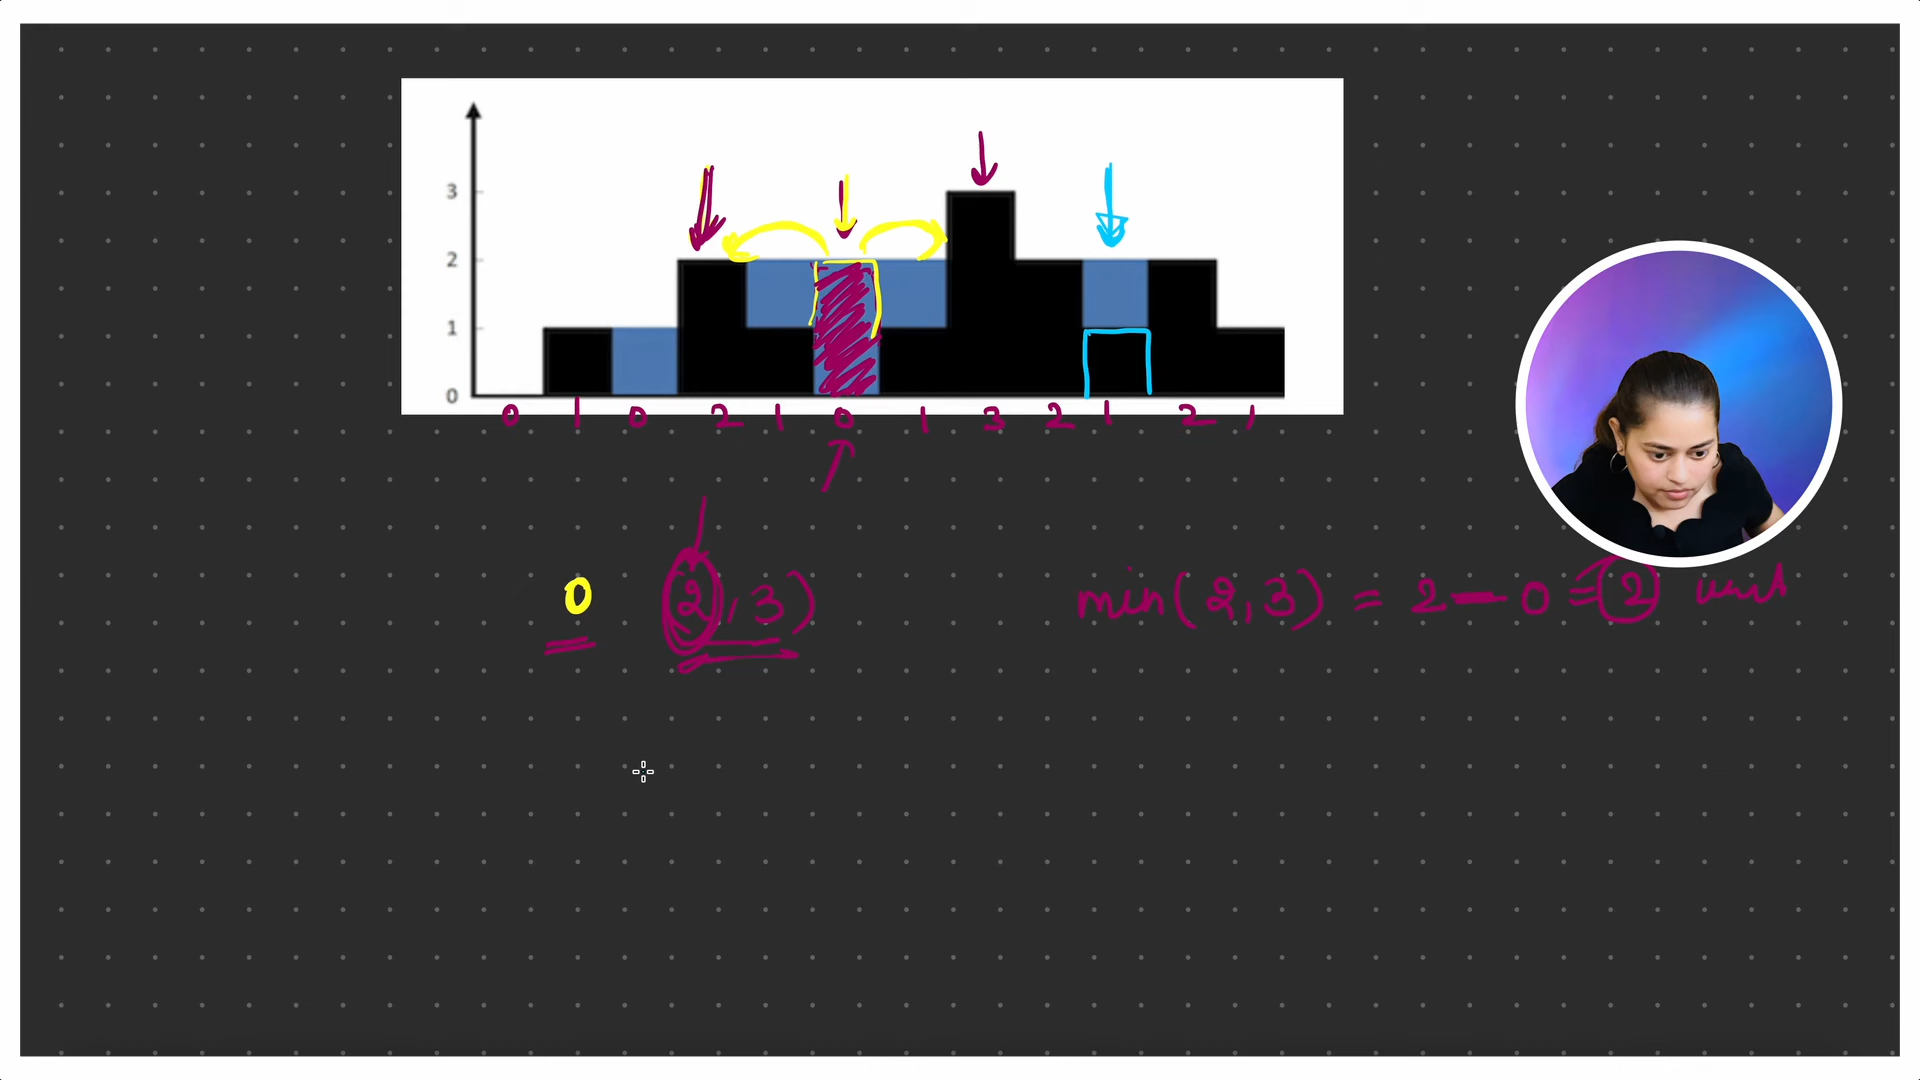 3
2
1
0
0 1 0 2 1 0 1 3 2 1 2 1
0 (2, 3) min(2, 3) = 2 - 0 = 2 unit